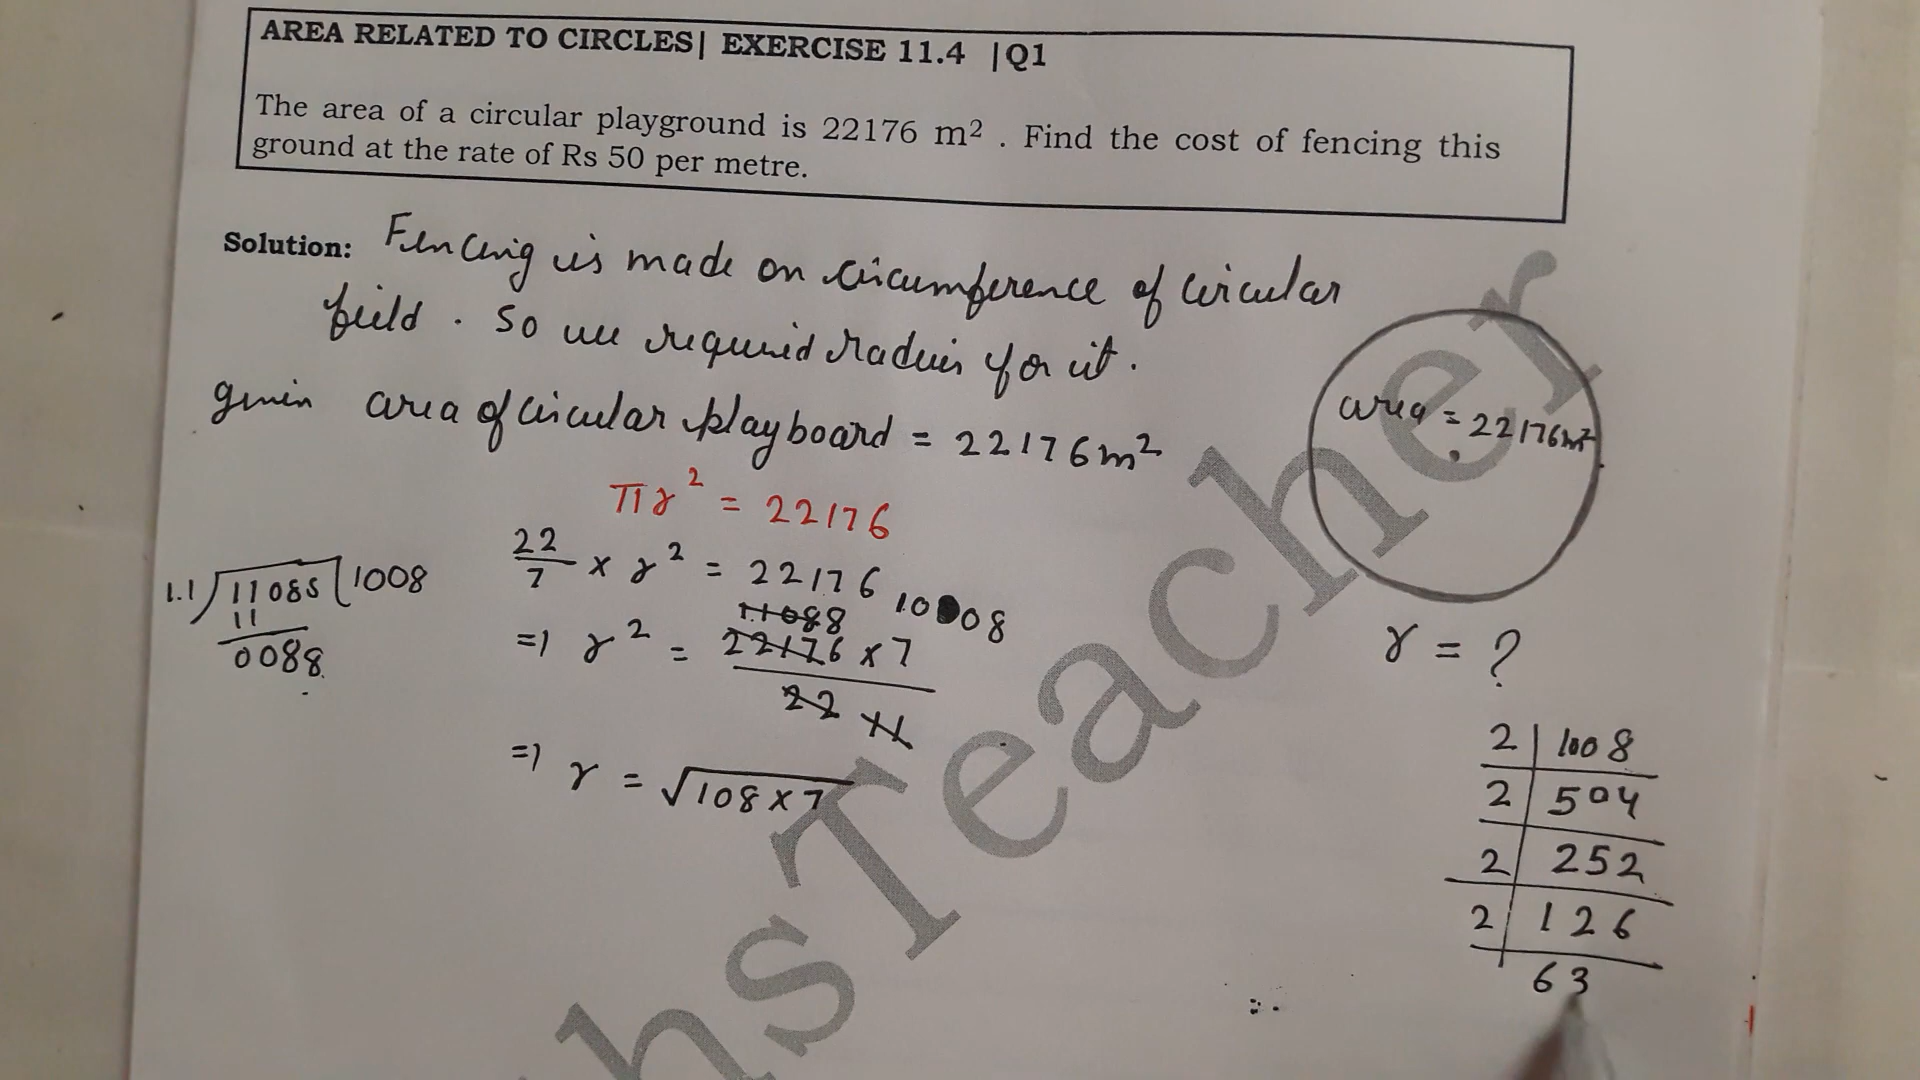 AREA RELATED TO CIRCLES| EXERCISE 11.4 |Q1
The area of a circular playground is 22176 m² . Find the cost of fencing this
ground at the rate of Rs 50 per metre.
Solution: Fencing is made on circumference of circular
field . So we required radius for it.
given area of circular playboard = 22176m²
area = 22176m²
πr² = 22176
22/7 × r² = 22176
=) r² = 22176 × 7
11088 1008
22 11
=) r = √108 × 7
11 ) 11088 ( 1008
11
0088
r = ?
2 | 1008
2 | 504
2 | 252
2 | 126
63
hsTeacher